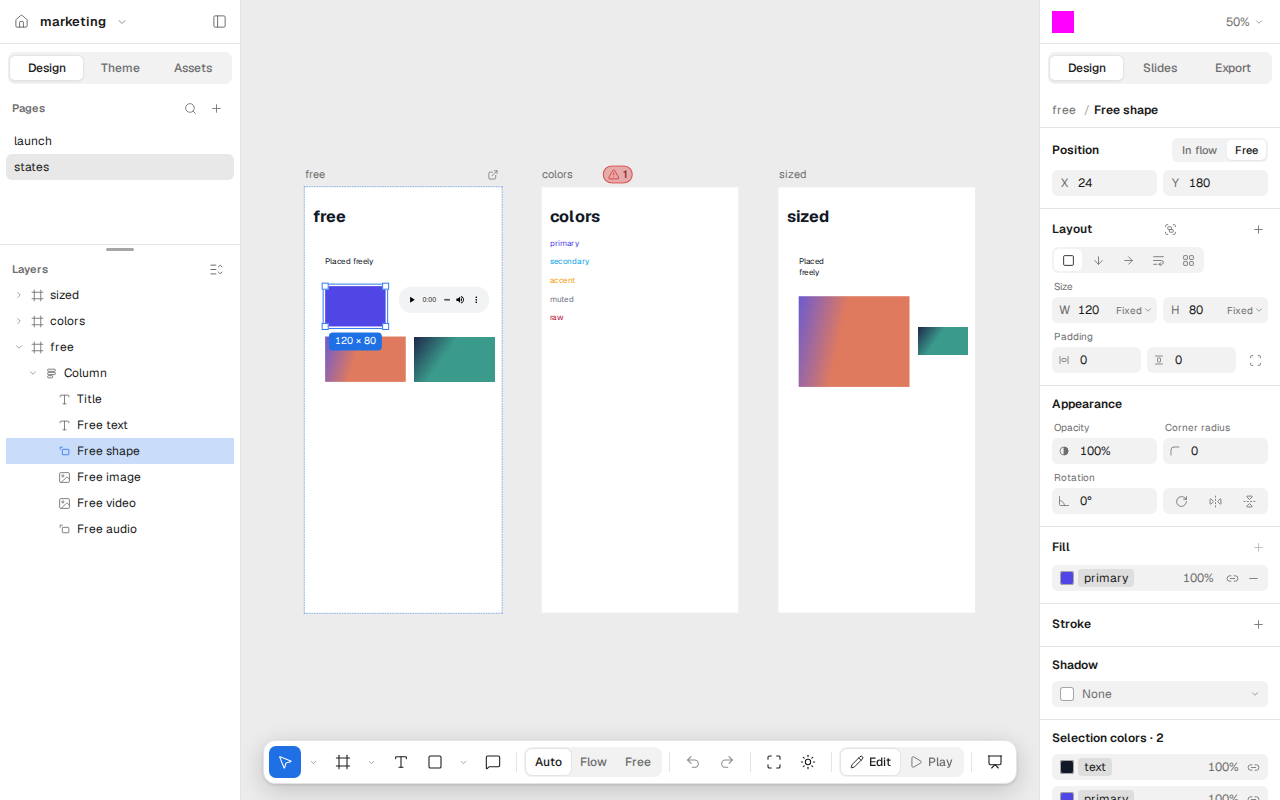 marketing
50%
Design
Theme
Assets
Design
Slides
Export
Pages
free / Free shape
launch
states
Position
In flow
Free
X 24
Y 180
free
colors
1
sized
free
colors
sized
Layout
primary
secondary
accent
muted
raw
Placed freely
Placed
freely
0:00
120 × 80
Layers
sized
colors
free
Column
Title
Free text
Free shape
Free image
Free video
Free audio
Size
W 120 Fixed
H 80 Fixed
Padding
0
0
Appearance
Opacity
Corner radius
100%
0
Rotation
0°
Fill
primary 100%
Stroke
Shadow
None
Selection colors · 2
text 100%
primary 100%
Auto
Flow
Free
Edit
Play